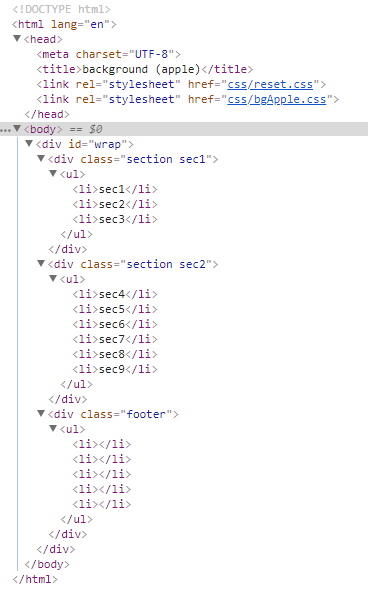 <!DOCTYPE html>
<html lang="en">
▼<head>
<meta charset="UTF-8">
<title>background (apple)</title>
<link rel="stylesheet" href="css/reset.css">
<link rel="stylesheet" href="css/bgApple.css">
</head>
...▼<body> == $0
▼<div id="wrap">
▼<div class="section sec1">
▼<ul>
<li>sec1</li>
<li>sec2</li>
<li>sec3</li>
</ul>
</div>
▼<div class="section sec2">
▼<ul>
<li>sec4</li>
<li>sec5</li>
<li>sec6</li>
<li>sec7</li>
<li>sec8</li>
<li>sec9</li>
</ul>
</div>
▼<div class="footer">
▼<ul>
<li></li>
<li></li>
<li></li>
<li></li>
<li></li>
</ul>
</div>
</div>
</body>
</html>